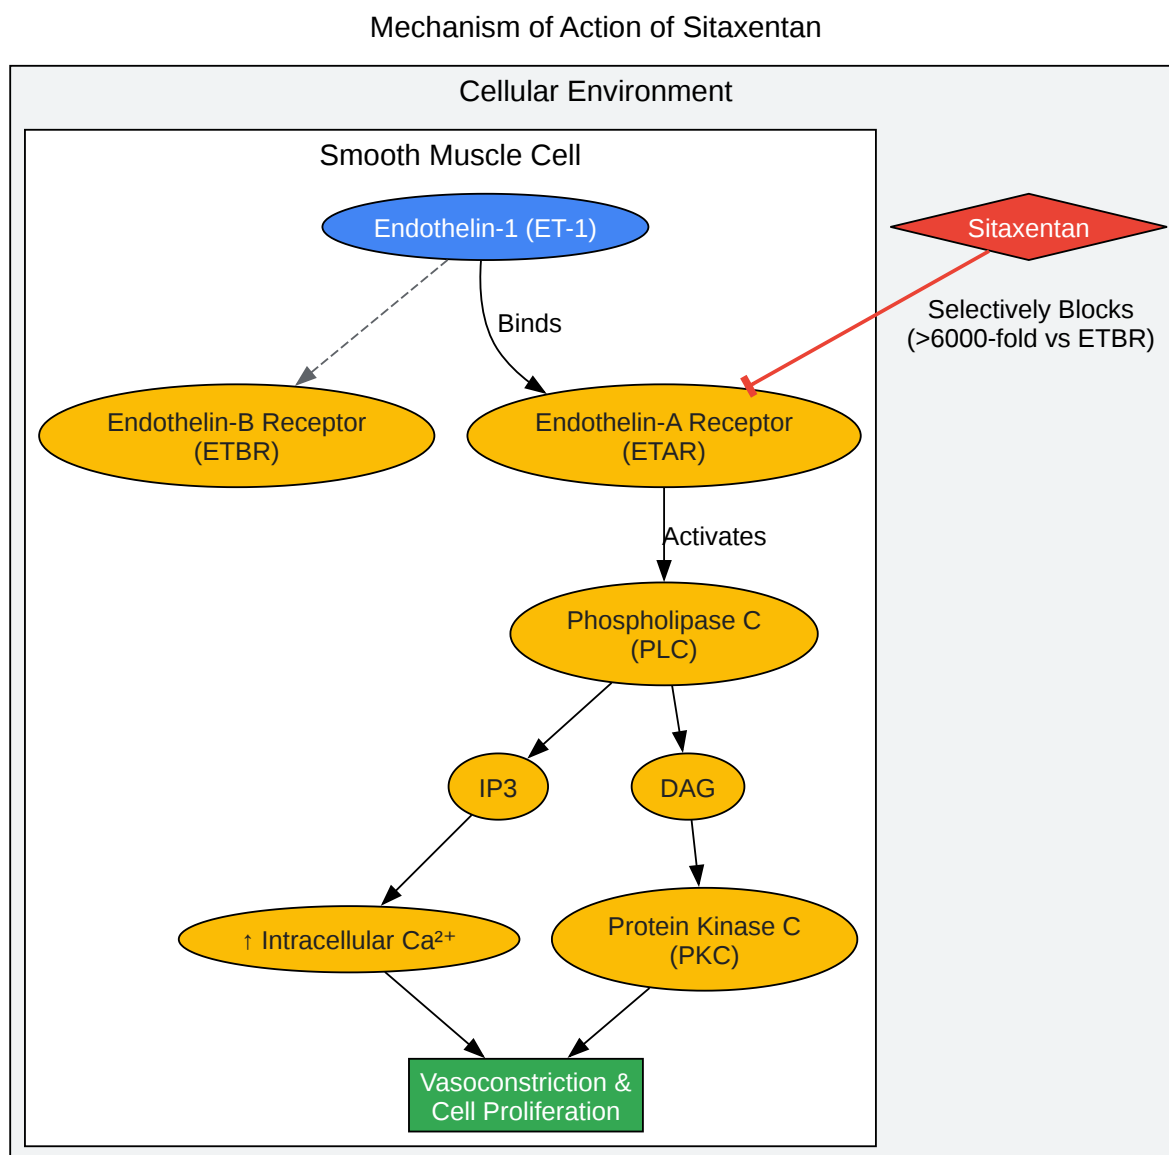 Mechanism of Action of Sitaxentan
Cellular Environment
Smooth Muscle Cell
Endothelin-1 (ET-1)
Sitaxentan
Binds
Selectively Blocks
(>6000-fold vs ETBR)
Endothelin-B Receptor
(ETBR)
Endothelin-A Receptor
(ETAR)
Activates
Phospholipase C
(PLC)
IP3
DAG
↑ Intracellular Ca²⁺
Protein Kinase C
(PKC)
Vasoconstriction &
Cell Proliferation